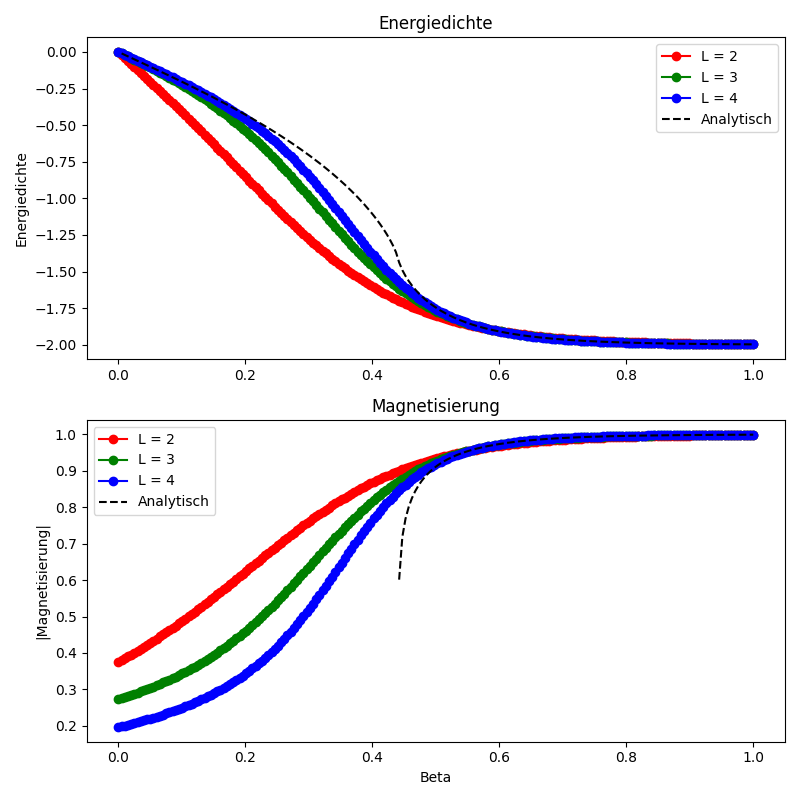 Energiedichte
Energiedichte
0.00
−0.25
−0.50
−0.75
−1.00
−1.25
−1.50
−1.75
−2.00
L = 2
L = 3
L = 4
Analytisch
0.0 0.2 0.4 0.6 0.8 1.0
Magnetisierung
|Magnetisierung|
1.0
0.9
0.8
0.7
0.6
0.5
0.4
0.3
0.2
L = 2
L = 3
L = 4
Analytisch
0.0 0.2 0.4 0.6 0.8 1.0
Beta